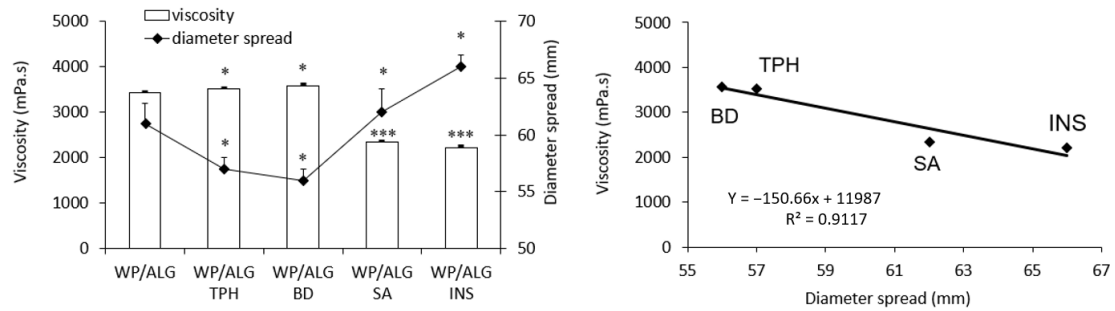 viscosity
diameter spread
Viscosity (mPa.s)
5000
4000
3000
2000
1000
0
* * * *
* * *** ***
70
65
60
55
50
Diameter spread (mm)
WP/ALG WP/ALG WP/ALG WP/ALG WP/ALG
TPH BD SA INS
Viscosity (mPa.s)
5000
4000
3000
2000
1000
0
TPH
BD
INS
SA
Y = −150.66x + 11987
R² = 0.9117
55 57 59 61 63 65 67
Diameter spread (mm)